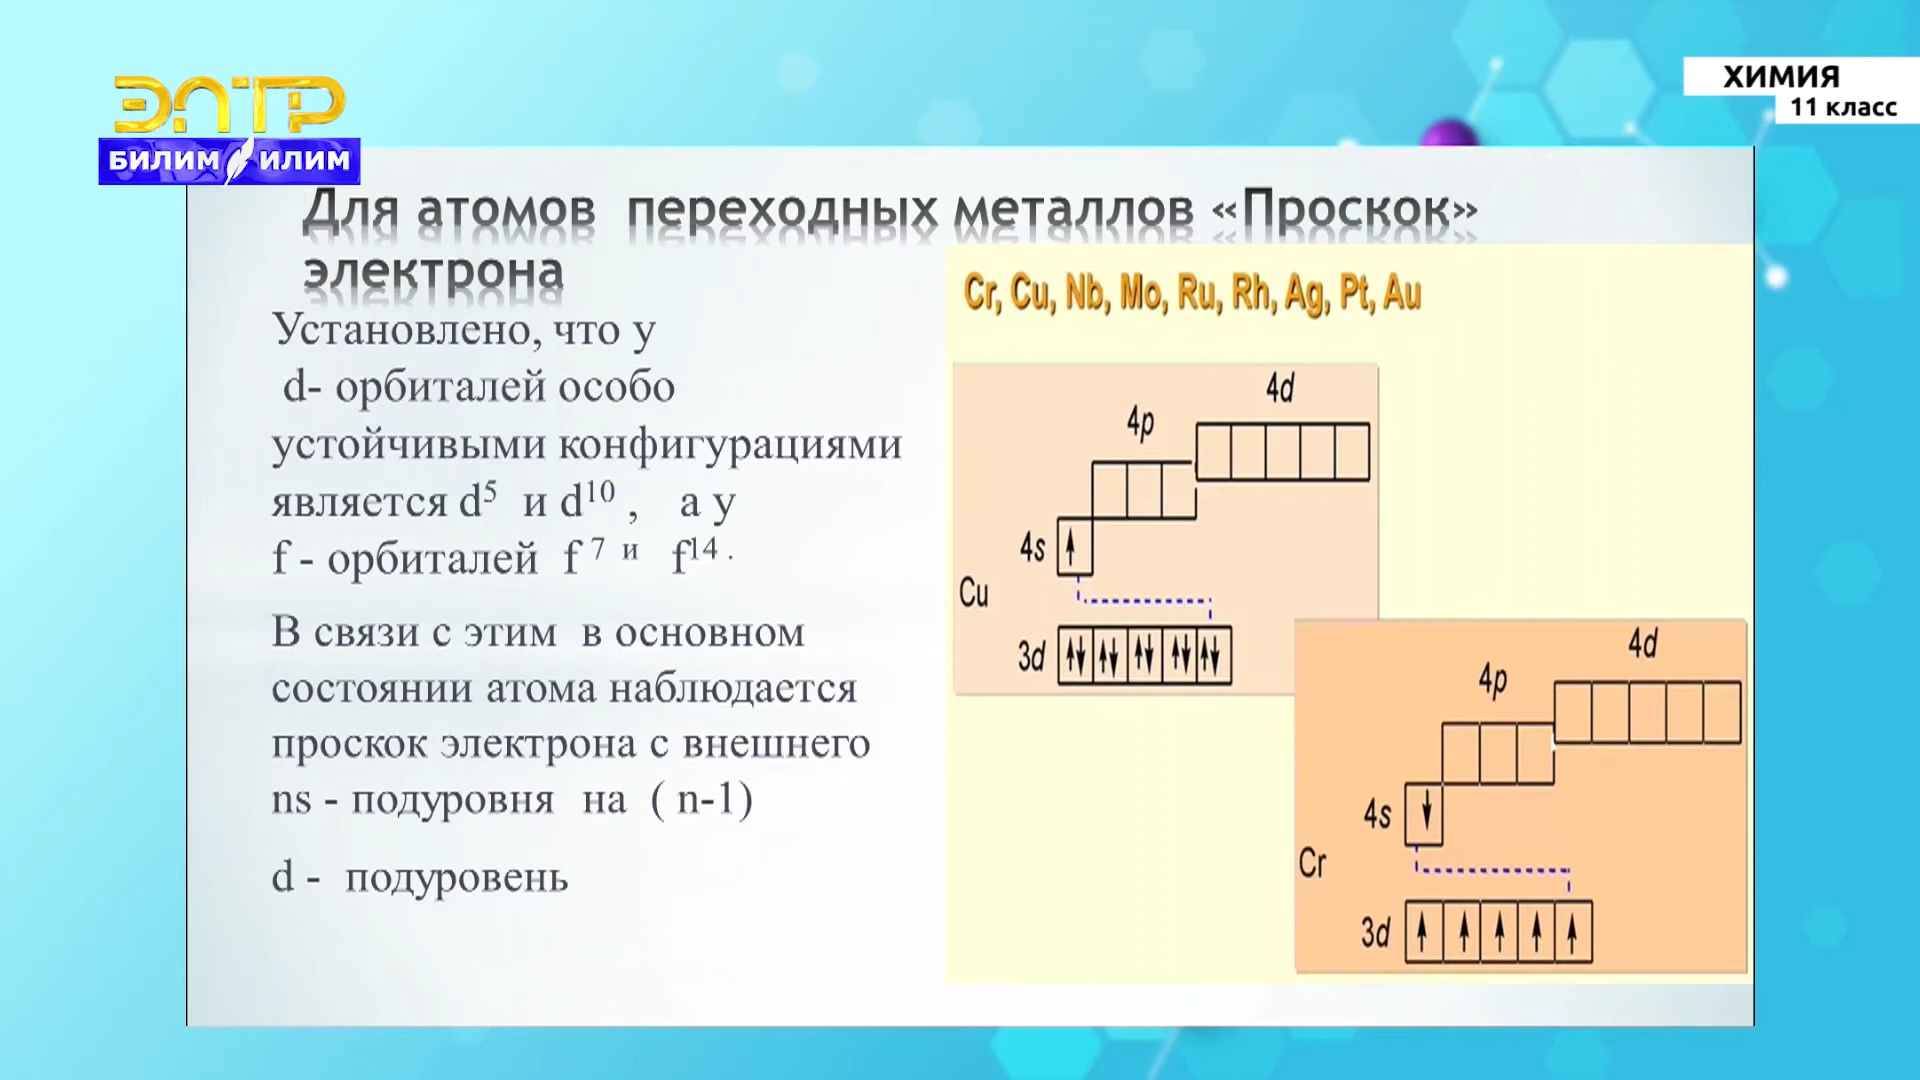 ЭЛТР
БИЛИМ ИЛИМ
ХИМИЯ
11 класс
Для атомов переходных металлов «Проскок»
электрона
Установлено, что у
d- орбиталей особо
устойчивыми конфигурациями
является d⁵ и d¹⁰ , а у
f - орбиталей f ⁷ и f¹⁴ .
В связи с этим в основном
состоянии атома наблюдается
проскок электрона с внешнего
ns - подуровня на ( n-1)
d - подуровень
Cr, Cu, Nb, Mo, Ru, Rh, Ag, Pt, Au
4d
4p
4s
Cu
3d
4d
4p
4s
Cr
3d